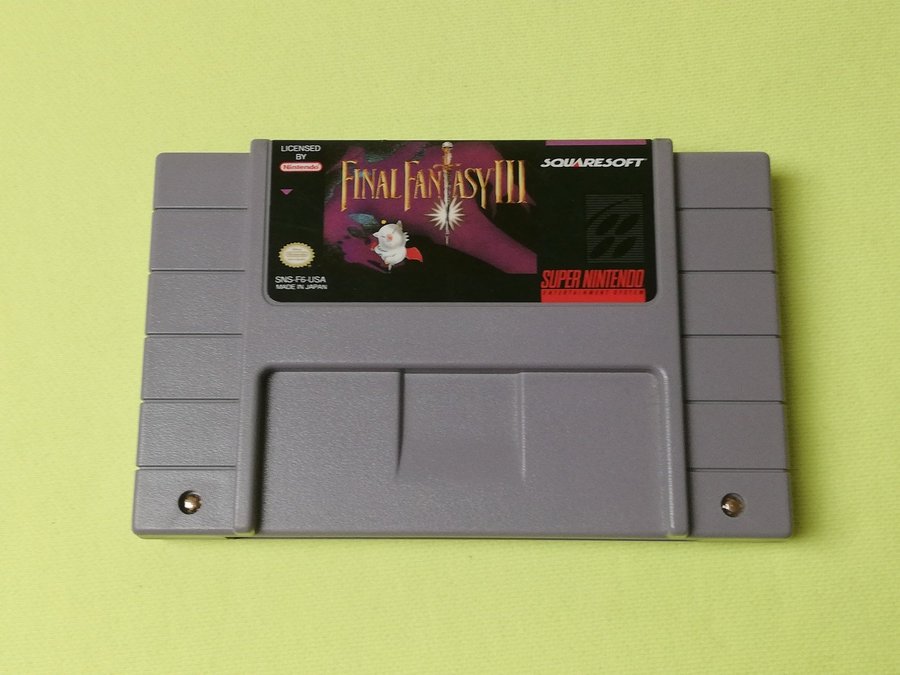 LICENSED
BY
Nintendo
FINAL FANTASY III
SQUARESOFT
SNS-F6-USA
MADE IN JAPAN
SUPER NINTENDO
ENTERTAINMENT SYSTEM